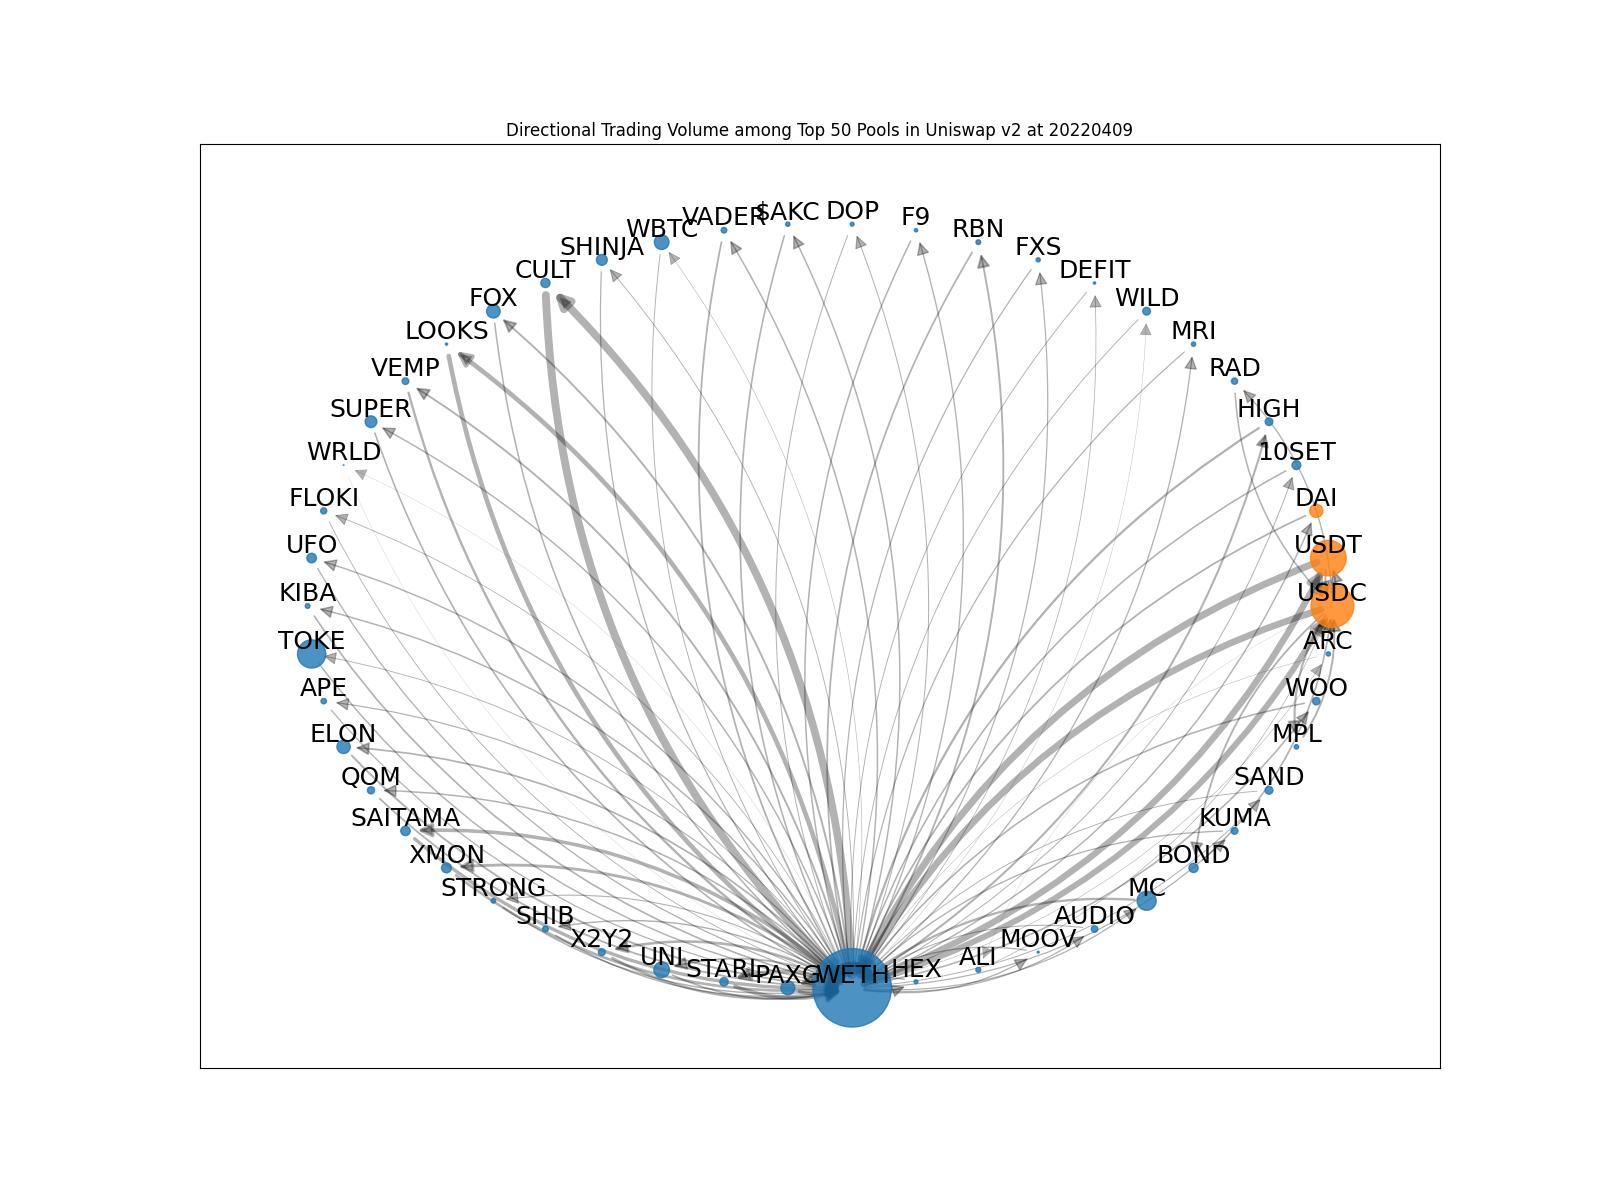 Directional Trading Volume among Top 50 Pools in Uniswap v2 at 20220409
VADER
$AKC
DOP
F9
WBTC
RBN
SHINJA
FXS
CULT
DEFIT
FOX
WILD
LOOKS
MRI
VEMP
RAD
SUPER
HIGH
WRLD
10SET
FLOKI
DAI
UFO
USDT
KIBA
USDC
TOKE
ARC
APE
WOO
ELON
MPL
QOM
SAND
SAITAMA
KUMA
XMON
BOND
STRONG
MC
SHIB
AUDIO
X2Y2
MOOV
UNI
ALI
STARL
HEX
PAXG
WETH